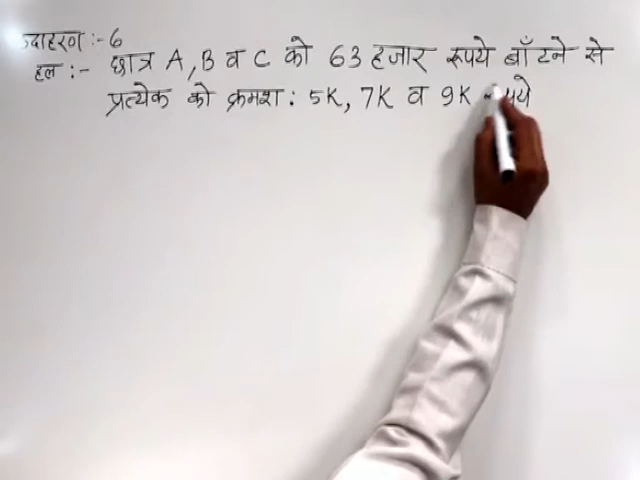 उदाहरण :- 6
हल :- छात्र A, B व C को 63 हजार रूपये बाँटने से
प्रत्येक को क्रमश: 5K, 7K व 9K